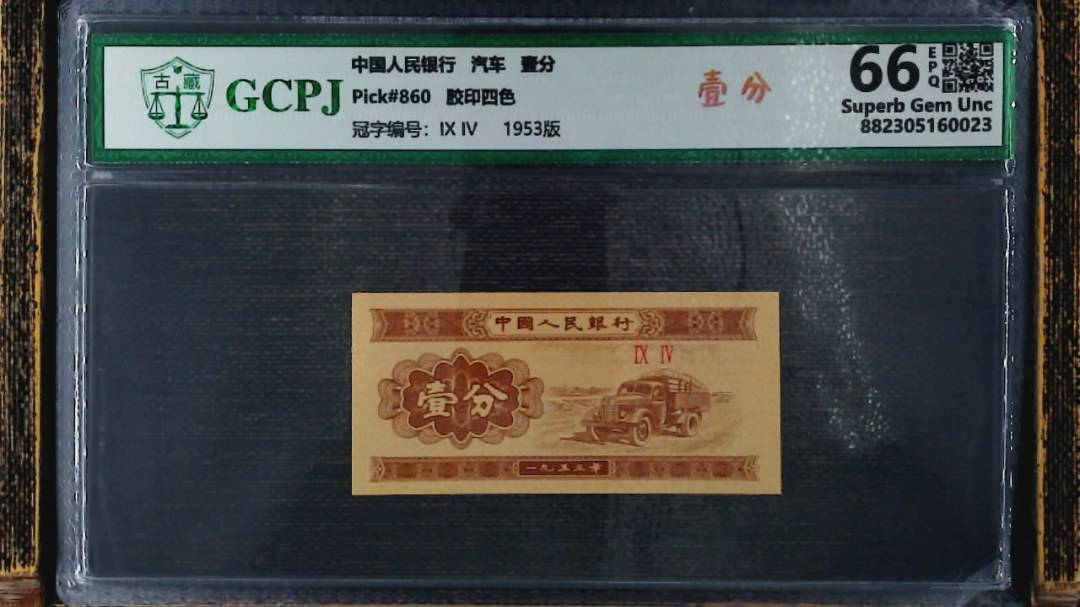 古藏
GCPJ
中国人民银行 汽车 壹分
Pick#860 胶印四色
冠字编号: IX IV 1953版
壹分
66 EPQ
Superb Gem Unc
882305160023
中國人民銀行
IX IV
壹分
一九五三年